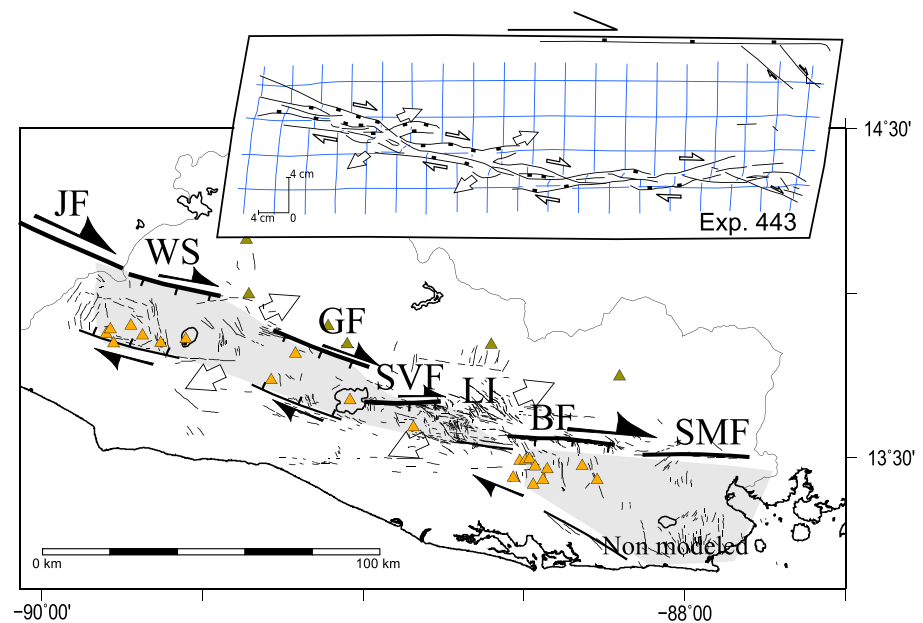 4 cm
4 cm
0
Exp. 443
14˚30'
JF
WS
GF
SVF
LI
BF
SMF
13˚30'
Non modeled
0 km
100 km
−90˚00'
−88˚00'